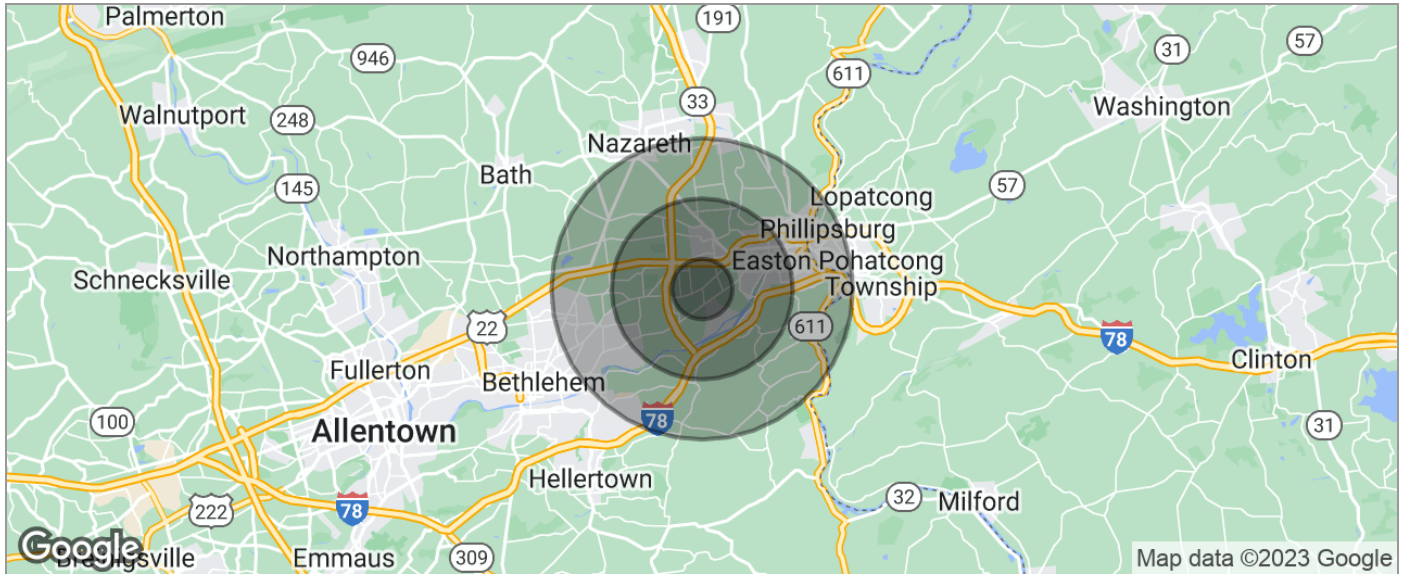 Palmerton
191
946
611
31
57
33
Walnutport
248
Washington
Nazareth
Bath
145
57
Lopatcong
Phillipsburg
Northampton
Easton Pohatcong
Township
Schnecksville
22
611
78
Clinton
Fullerton
Bethlehem
100
78
Allentown
31
Hellertown
222
78
32
Milford
Google
Breinigsville
Emmaus
309
Map data ©2023 Google